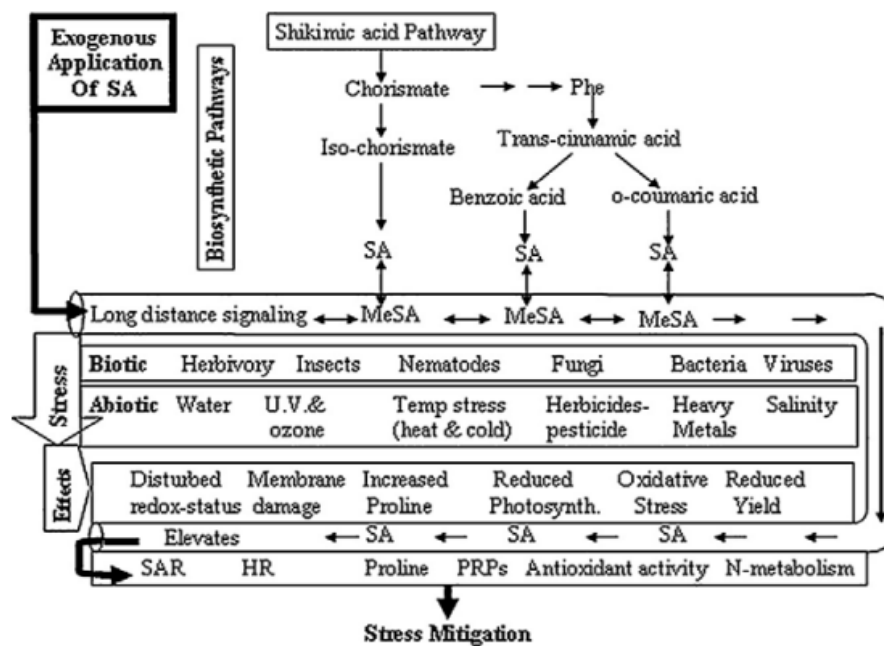 Exogenous
Application
Of SA
Biosynthetic Pathways
Shikimic acid Pathway
Chorismate Phe
Iso-chorismate Trans-cinnamic acid
Benzoic acid o-coumaric acid
SA SA SA
Long distance signaling MeSA MeSA MeSA
Stress
Biotic Herbivory Insects Nematodes Fungi Bacteria Viruses
Abiotic Water U.V.& Temp stress Herbicides- Heavy Salinity
ozone (heat & cold) pesticide Metals
Effects
Disturbed Membrane Increased Reduced Oxidative Reduced
redox-status damage Proline Photosynth. Stress Yield
Elevates SA SA SA
SAR HR Proline PRPs Antioxidant activity N-metabolism
Stress Mitigation